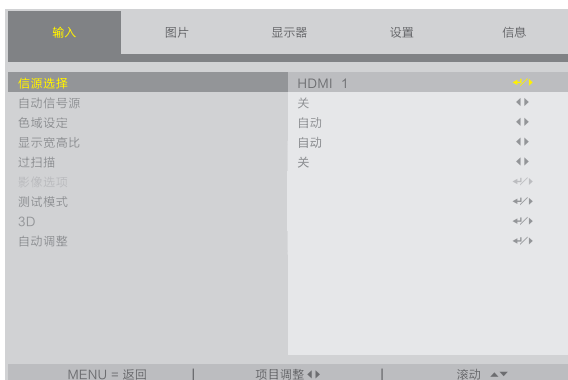 输入 图片 显示器 设置 信息
信源选择 HDMI 1
自动信号源 关
色域设定 自动
显示宽高比 自动
过扫描 关
影像选项
测试模式
3D
自动调整
MENU = 返回 | 项目调整 | 滚动